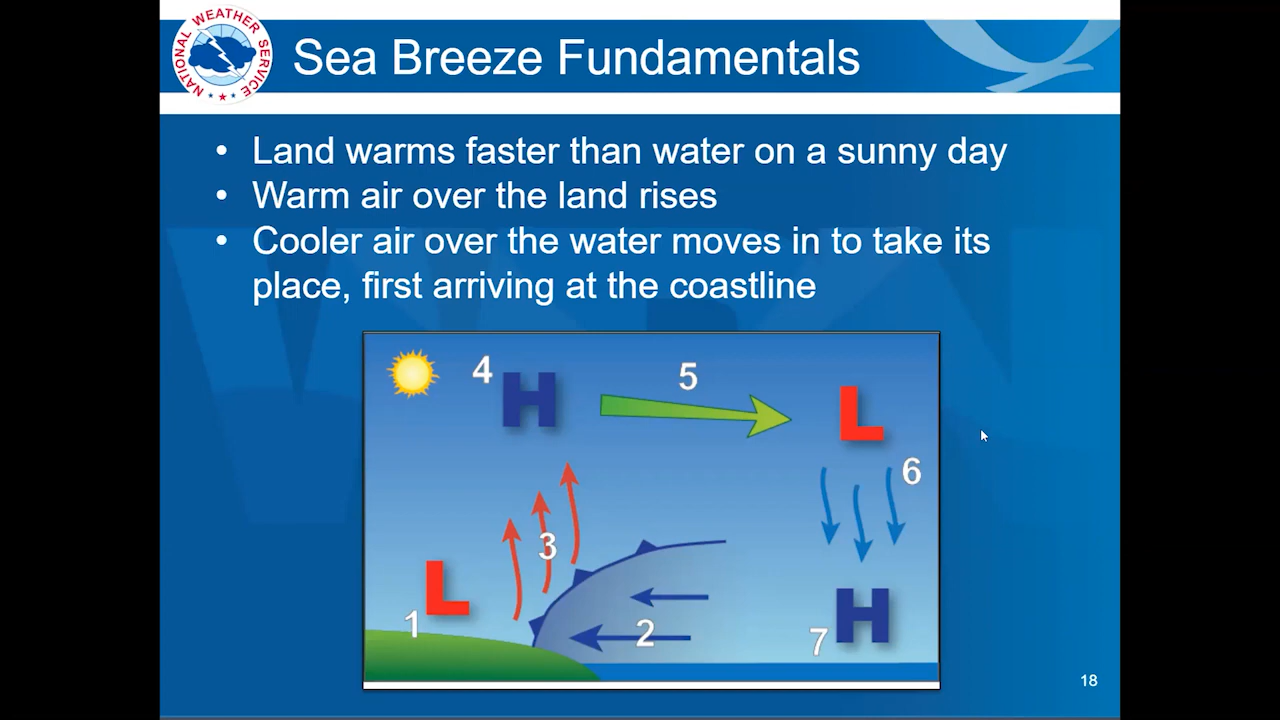 NATIONAL WEATHER SERVICE
Sea Breeze Fundamentals
• Land warms faster than water on a sunny day
• Warm air over the land rises
• Cooler air over the water moves in to take its
place, first arriving at the coastline
4 H 5 L
6
3
L
1 2 7 H
18